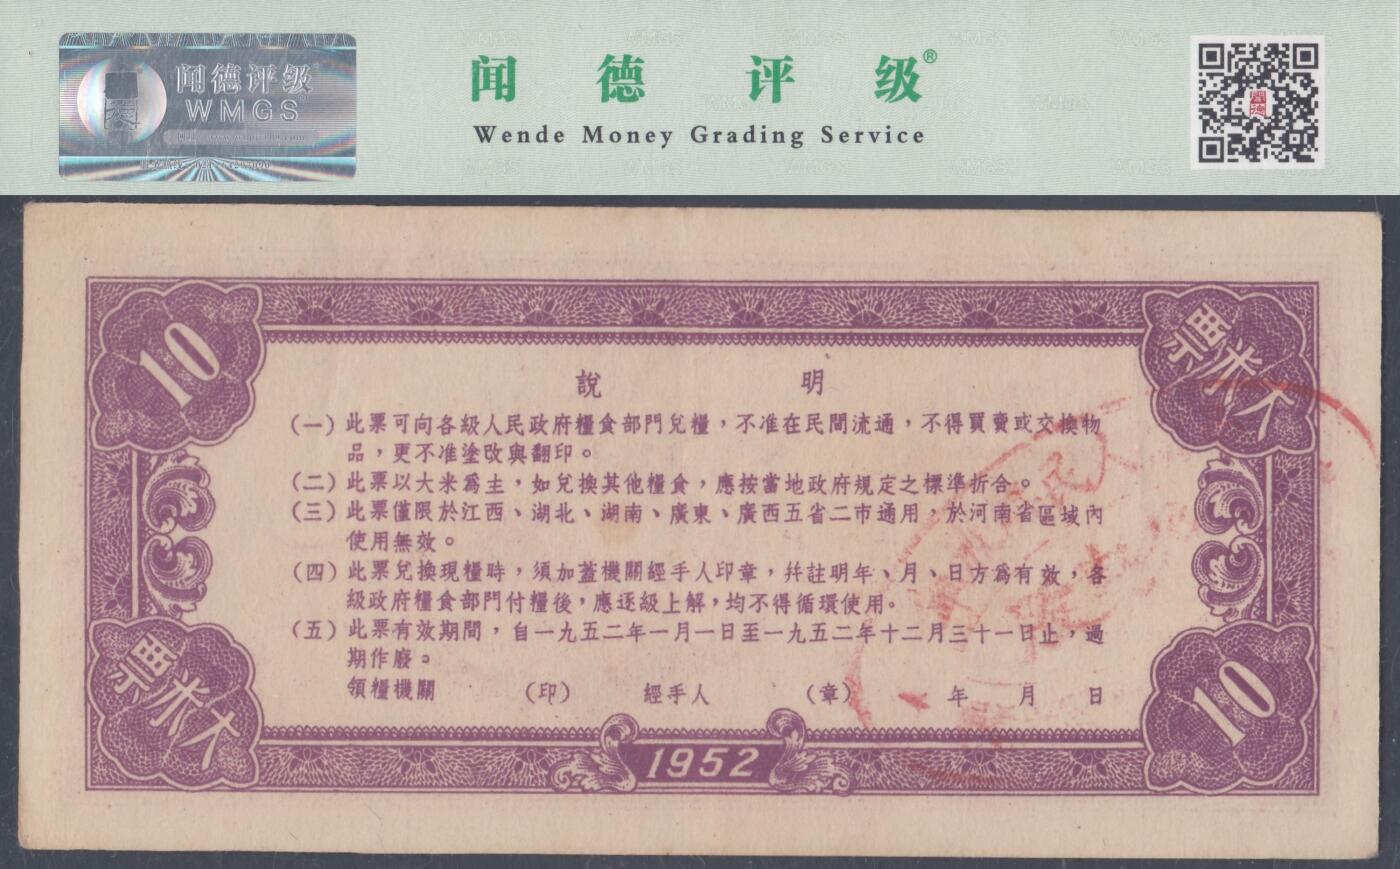 闻德评级
WMGS
闻德评级®
Wende Money Grading Service
10
票米大
說明
(一) 此票可向各級人民政府糧食部門兌糧，不准在民間流通，不得買賣或交換物
品，更不准塗改與翻印。
(二) 此票以大米為主，如兌換其他糧食，應按當地政府規定之標準折合。
(三) 此票僅限於江西、湖北、湖南、廣東、廣西五省二市通用，於河南省區域內
使用無效。
(四) 此票兌換現糧時，須加蓋機關經手人印章，幷註明年、月、日方為有效，各
級政府糧食部門付糧後，應逐級上解，均不得循環使用。
(五) 此票有效期間，自一九五二年一月一日至一九五二年十二月三十一日止，過
期作廢。
領糧機關 (印) 經手人 (章) 年 月 日
票米大
10
1952